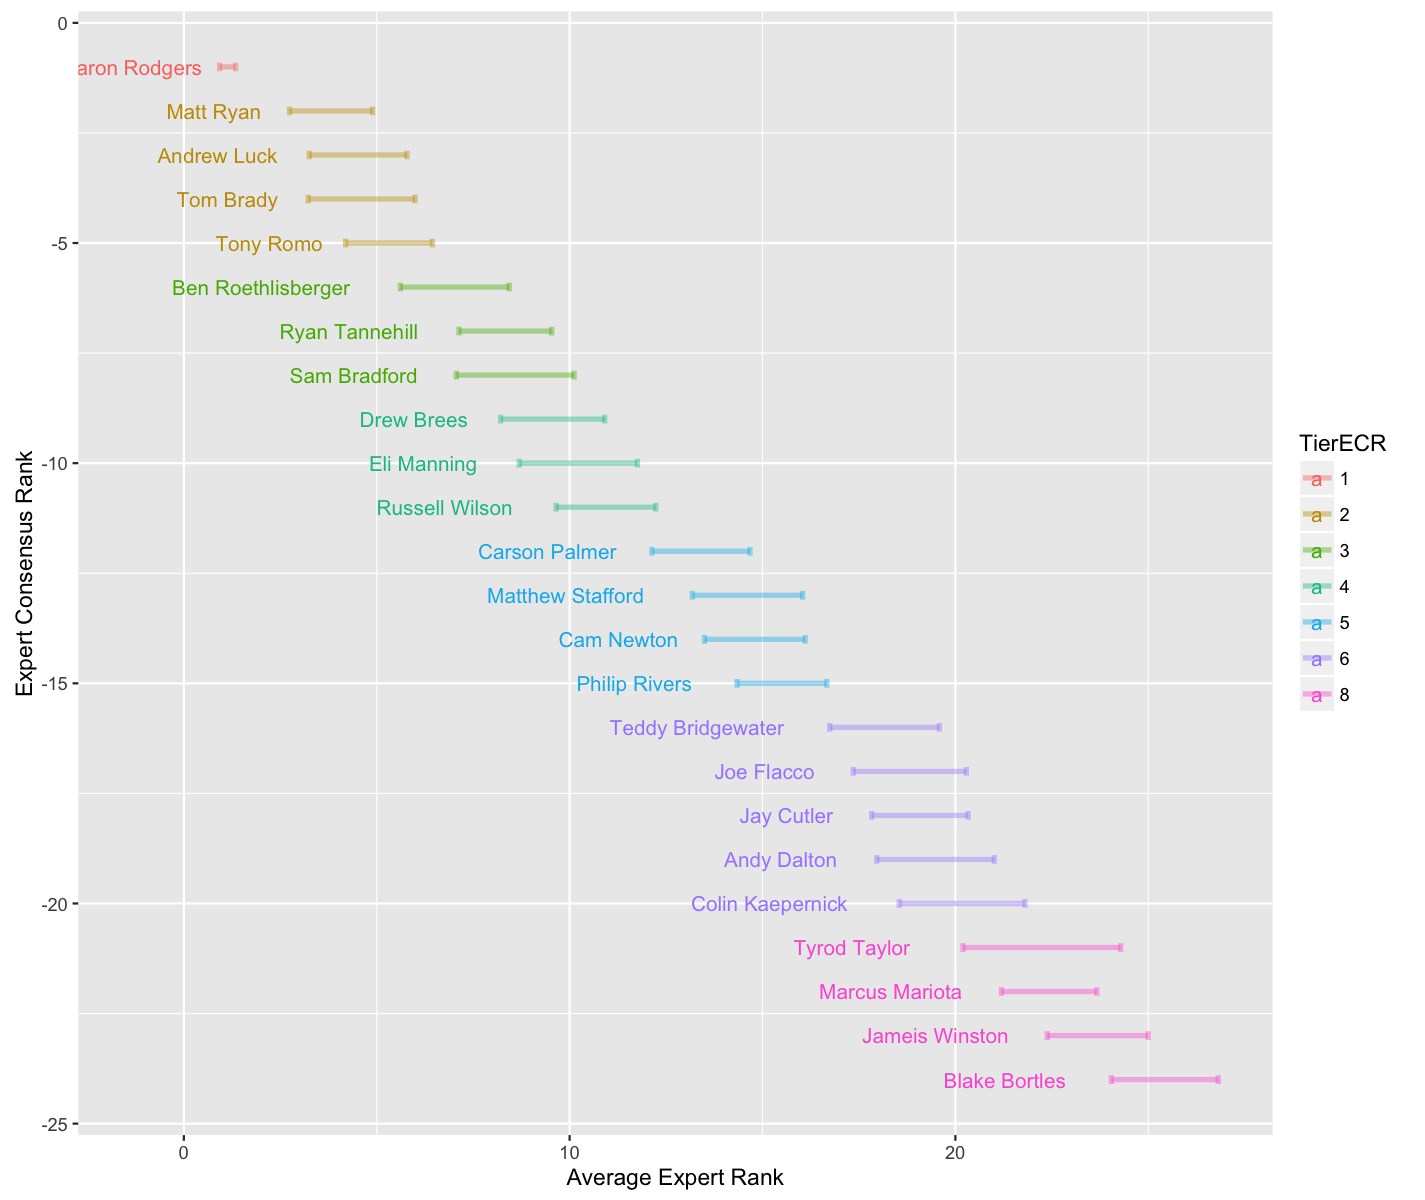 0
aron Rodgers
Matt Ryan
Andrew Luck
Tom Brady
-5
Tony Romo
Ben Roethlisberger
Ryan Tannehill
Sam Bradford
Drew Brees
-10
Eli Manning
Russell Wilson
Carson Palmer
Matthew Stafford
Cam Newton
-15
Philip Rivers
Teddy Bridgewater
Joe Flacco
Jay Cutler
Andy Dalton
-20
Colin Kaepernick
Tyrod Taylor
Marcus Mariota
Jameis Winston
Blake Bortles
-25
0 10 20
Average Expert Rank
Expert Consensus Rank
TierECR
a 1
a 2
a 3
a 4
a 5
a 6
a 8